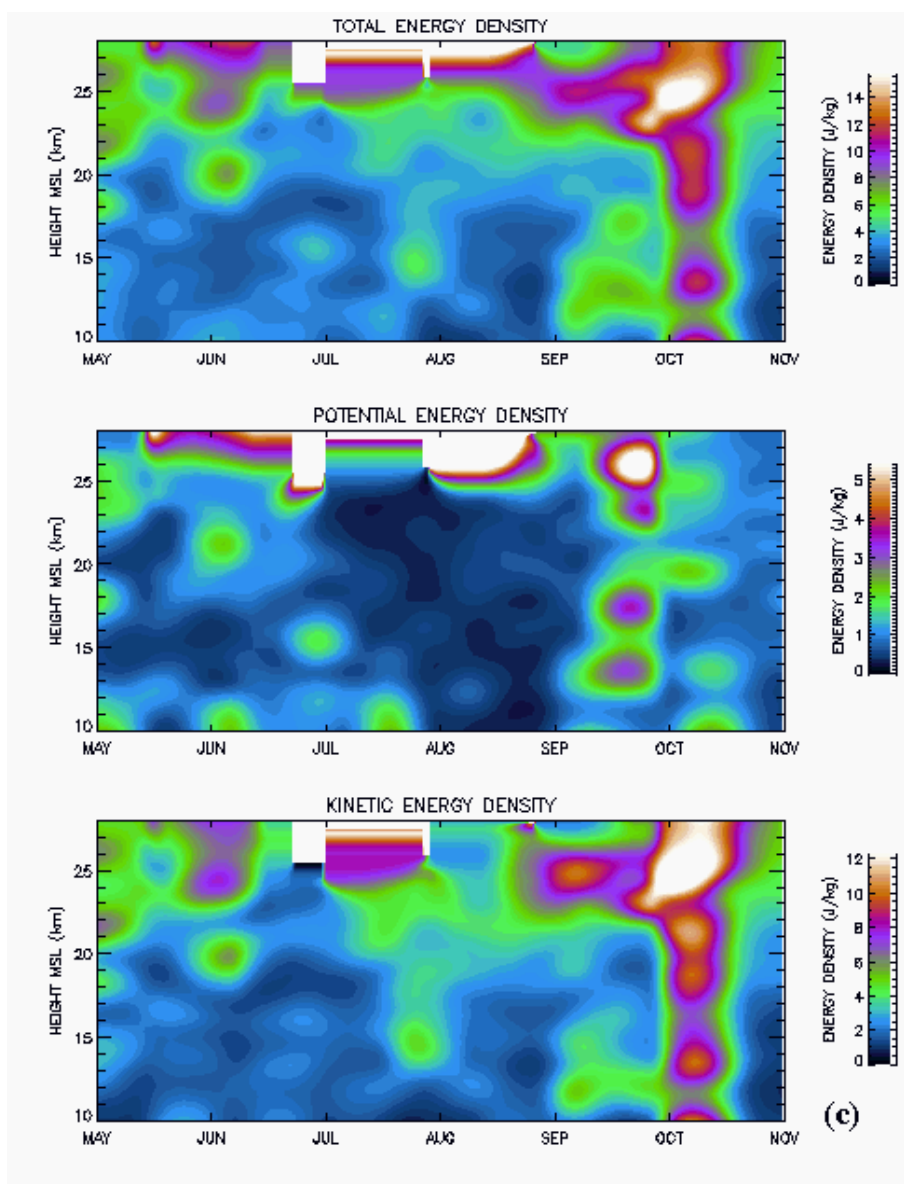 TOTAL ENERGY DENSITY
HEIGHT MSL (km)
25
20
15
10
MAY JUN JUL AUG SEP OCT NOV
ENERGY DENSITY (J/kg)
14
12
10
8
6
4
2
0
POTENTIAL ENERGY DENSITY
HEIGHT MSL (km)
25
20
15
10
MAY JUN JUL AUG SEP OCT NOV
ENERGY DENSITY (J/kg)
5
4
3
2
1
0
KINETIC ENERGY DENSITY
HEIGHT MSL (km)
25
20
15
10
MAY JUN JUL AUG SEP OCT NOV
ENERGY DENSITY (J/kg)
12
10
8
6
4
2
0
(c)